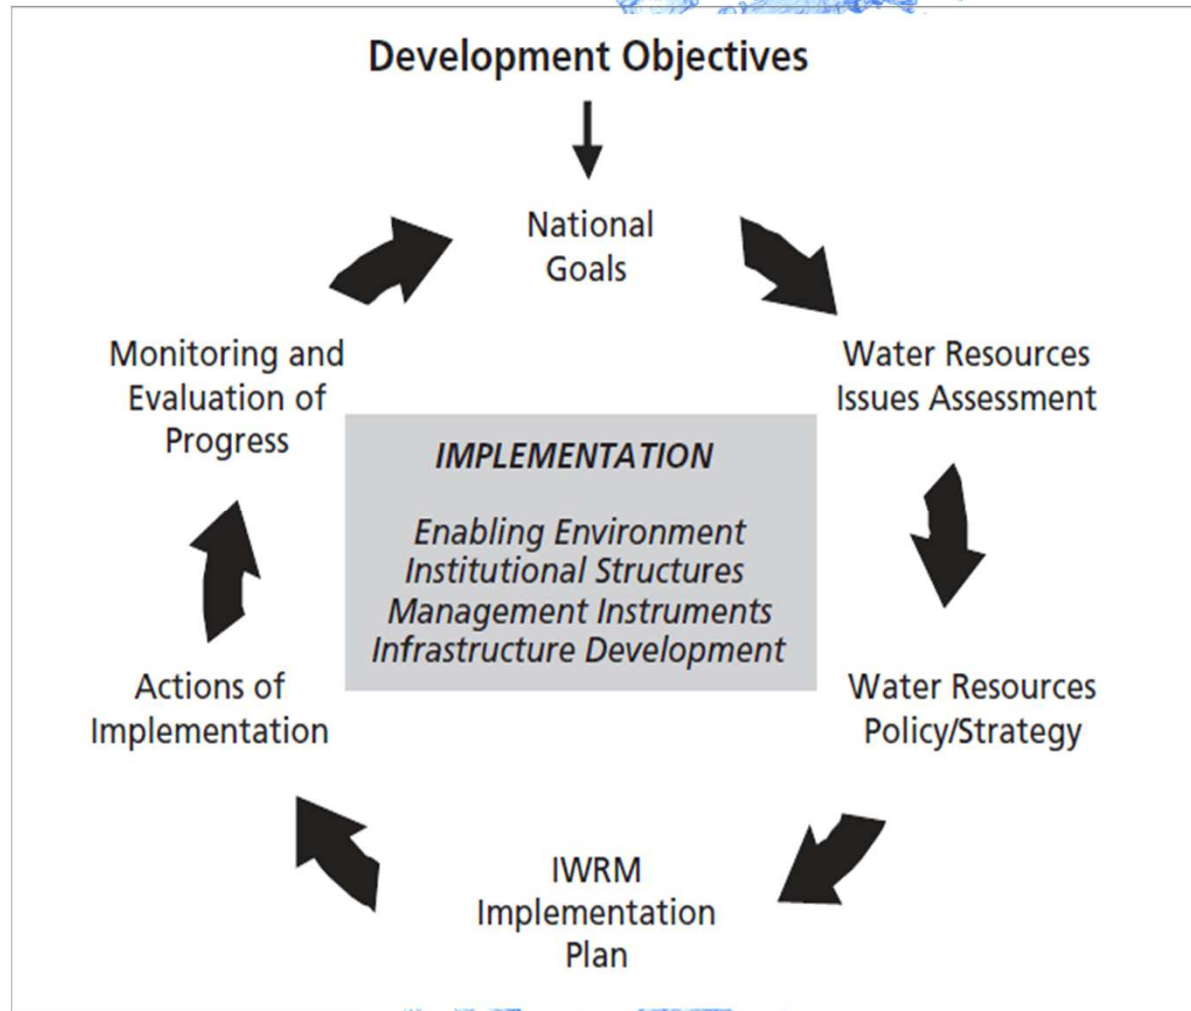 Development Objectives
National
Goals
Water Resources
Issues Assessment
Water Resources
Policy/Strategy
IWRM
Implementation
Plan
Actions of
Implementation
Monitoring and
Evaluation of
Progress
IMPLEMENTATION
Enabling Environment
Institutional Structures
Management Instruments
Infrastructure Development